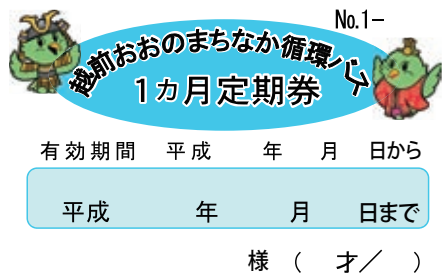 No.1−
越前おおのまちなか循環バス
1ヵ月定期券
有効期間 平成 年 月 日から
平成 年 月 日まで
様 ( 才/ )